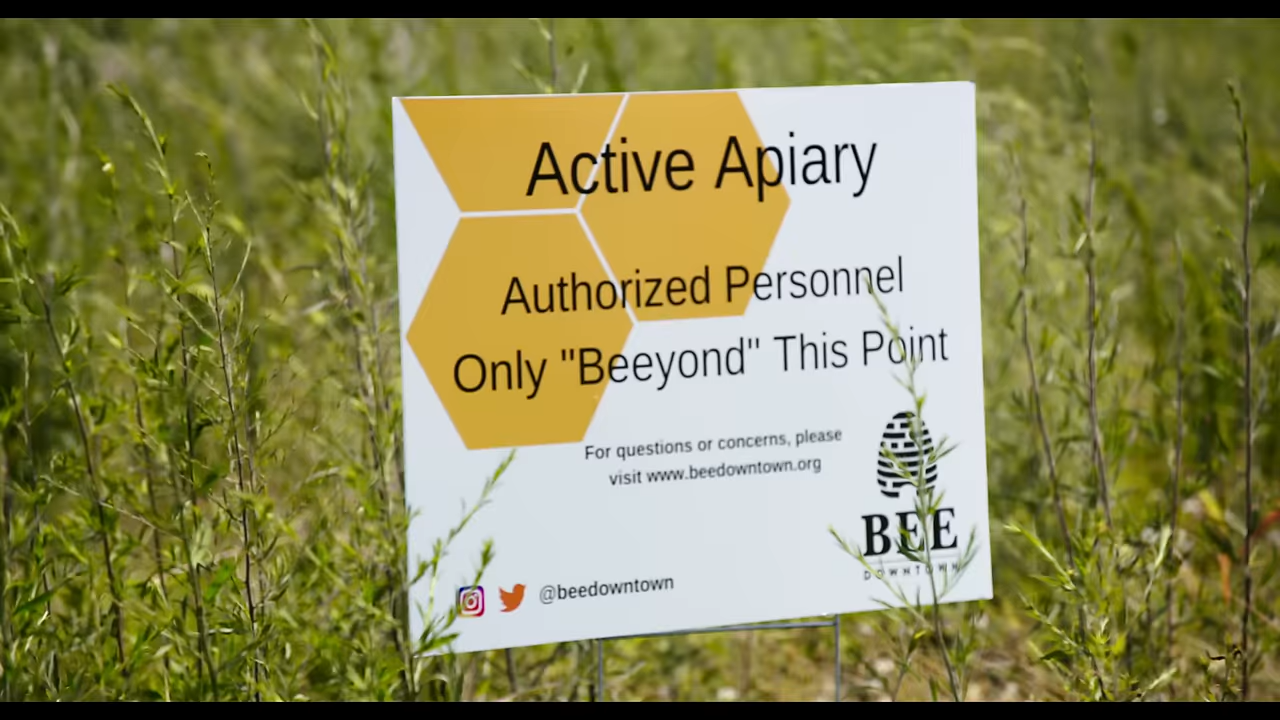 Active Apiary
Authorized Personnel
Only "Beeyond" This Point
For questions or concerns, please
visit www.beedowntown.org
BEE
DOWNTOWN
@beedowntown